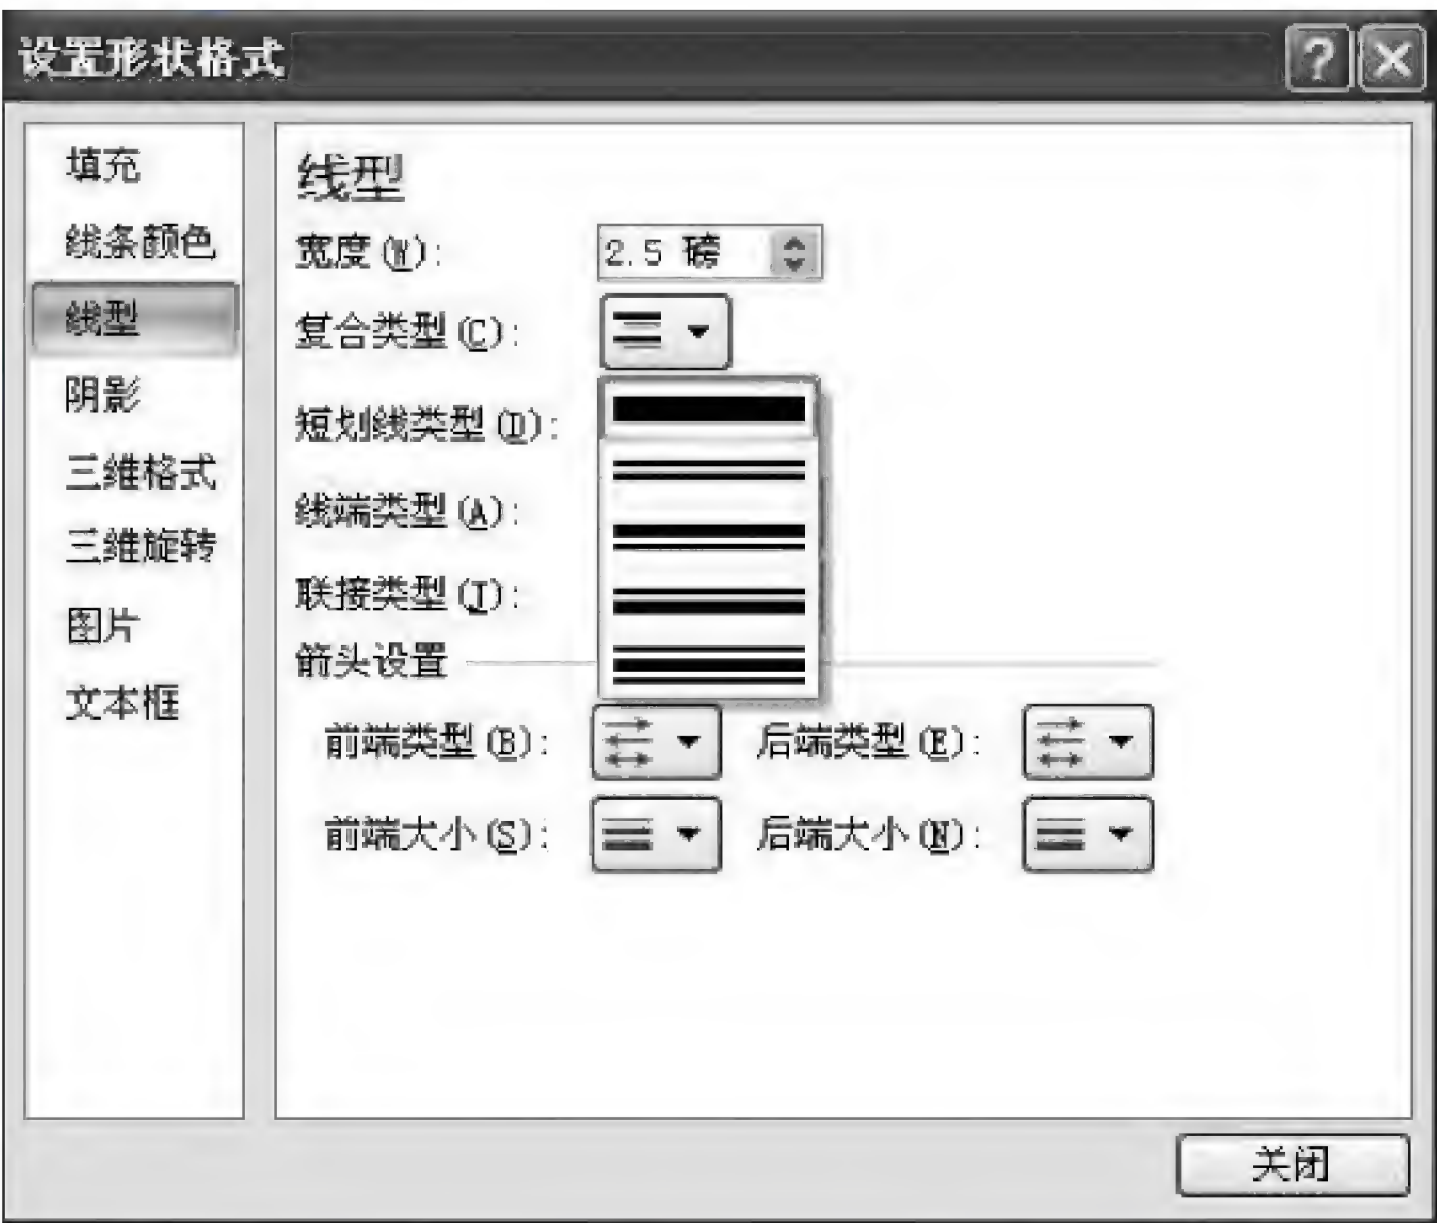 设置形状格式
填充
线条颜色
线型
阴影
三维格式
三维旋转
图片
文本框
线型
宽度(W): 2.5 磅
复合类型(C):
短划线类型(D):
线端类型(A):
联接类型(J):
箭头设置
前端类型(B): 后端类型(E):
前端大小(S): 后端大小(N):
关闭